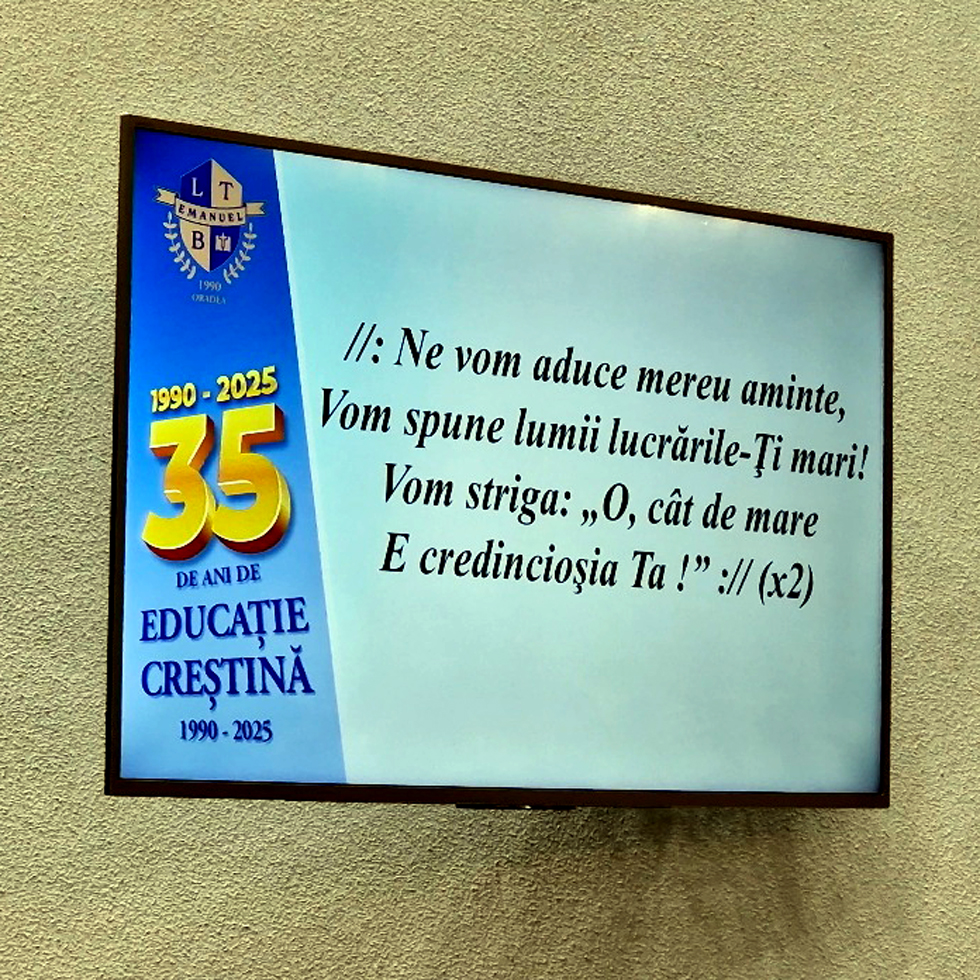 L T
EMANUEL
B
1990
ORADEA
1990 - 2025
35
DE ANI DE
EDUCAȚIE
CREȘTINĂ
1990 - 2025
//: Ne vom aduce mereu aminte,
Vom spune lumii lucrările-Ţi mari!
Vom striga: „O, cât de mare
E credincioşia Ta !” :// (x2)